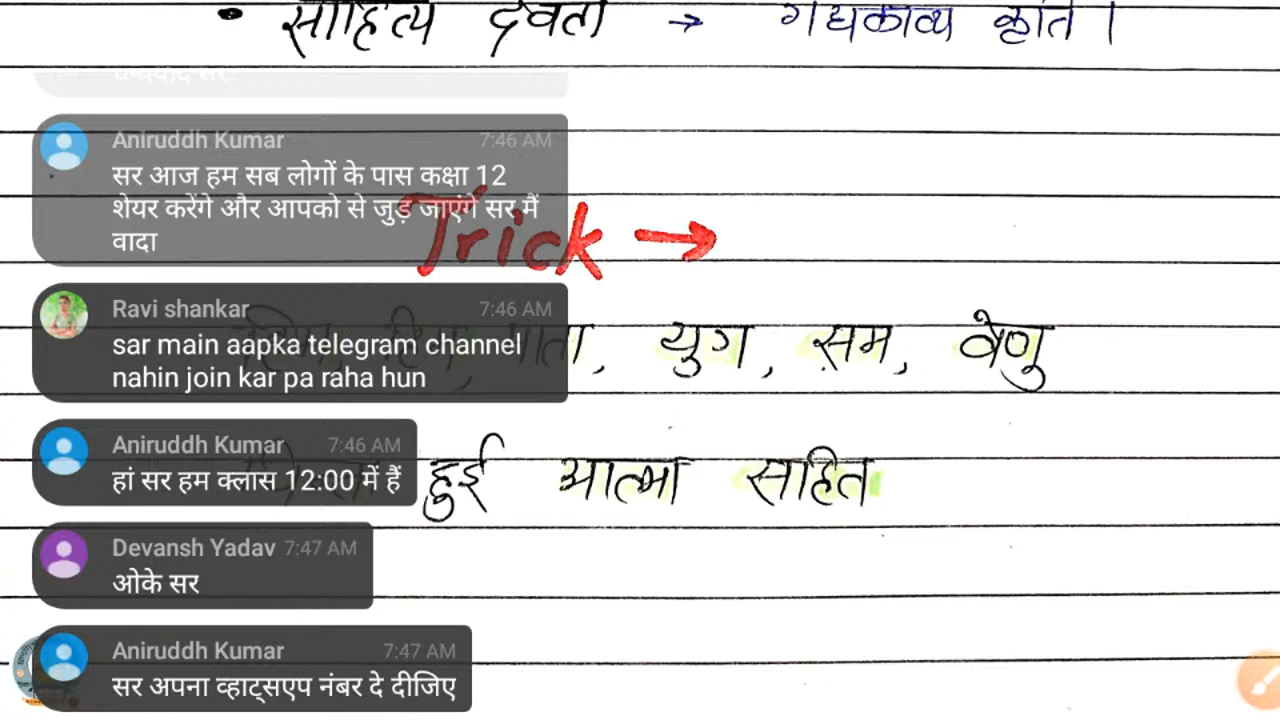 • साहित्य देवता → गद्यकाव्य कृति ।
Aniruddh Kumar 7:46 AM
सर आज हम सब लोगों के पास कक्षा 12
शेयर करेंगे और आपको से जुड़ जाएंगे सर मैं
वादा
Trick →
Ravi shankar 7:46 AM
sar main aapka telegram channel
nahin join kar pa raha hun
माता, युग, सम, वेणु
Aniruddh Kumar 7:46 AM
हां सर हम क्लास 12:00 में हैं
हुई आत्मा सहित
Devansh Yadav 7:47 AM
ओके सर
Aniruddh Kumar 7:47 AM
सर अपना व्हाट्सएप नंबर दे दीजिए